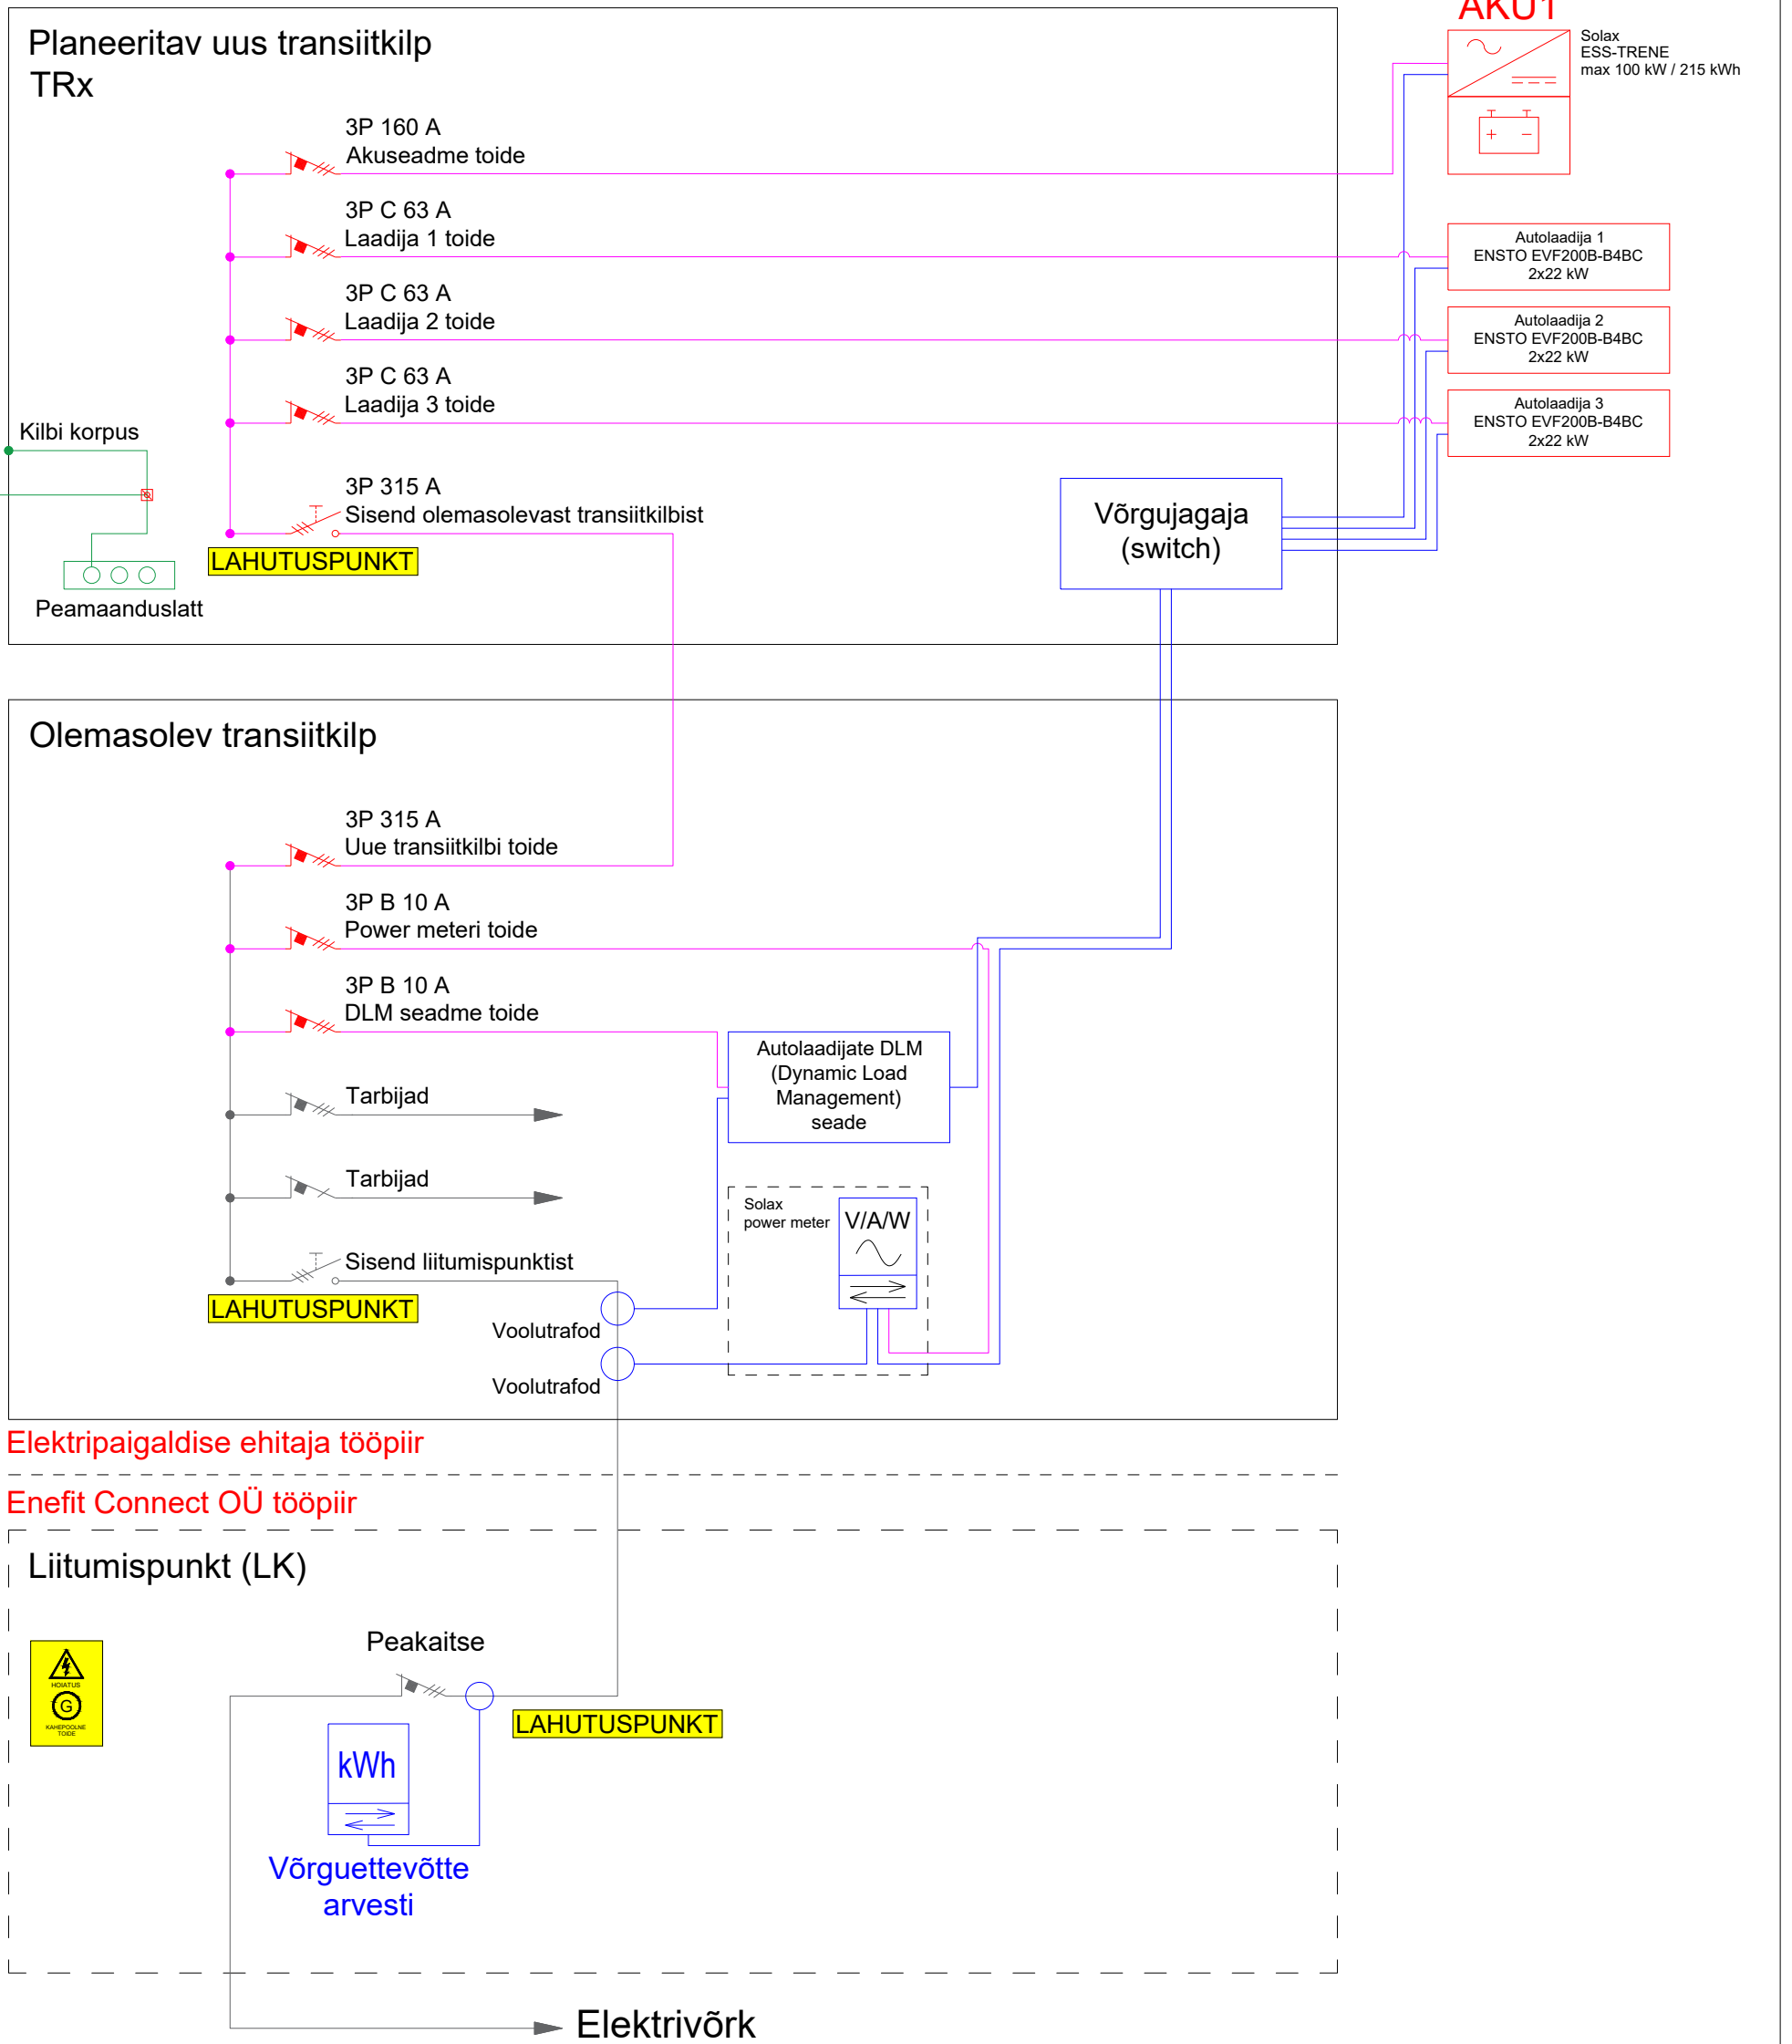 AKU1
Solax
ESS-TRENE
max 100 kW / 215 kWh
Planeeritav uus transiitkilp
TRx
3P 160 A
Akuseadme toide
3P C 63 A
Laadija 1 toide
3P C 63 A
Laadija 2 toide
3P C 63 A
Laadija 3 toide
Autolaadija 1
ENSTO EVF200B-B4BC
2x22 kW
Autolaadija 2
ENSTO EVF200B-B4BC
2x22 kW
Autolaadija 3
ENSTO EVF200B-B4BC
2x22 kW
Kilbi korpus
3P 315 A
Sisend olemasolevast transiitkilbist
LAHUTUSPUNKT
Peamaanduslatt
Võrgujagaja
(switch)
Olemasolev transiitkilp
3P 315 A
Uue transiitkilbi toide
3P B 10 A
Power meteri toide
3P B 10 A
DLM seadme toide
Autolaadijate DLM
(Dynamic Load
Management)
seade
Tarbijad
Tarbijad
Solax
power meter
V/A/W
Sisend liitumispunktist
LAHUTUSPUNKT
Voolutrafod
Voolutrafod
Elektripaigaldise ehitaja tööpiir
Enefit Connect OÜ tööpiir
Liitumispunkt (LK)
HOIATUS
G
KAHEPOOLNE
TOIDE
Peakaitse
LAHUTUSPUNKT
kWh
Võrguettevõtte
arvesti
Elektrivõrk